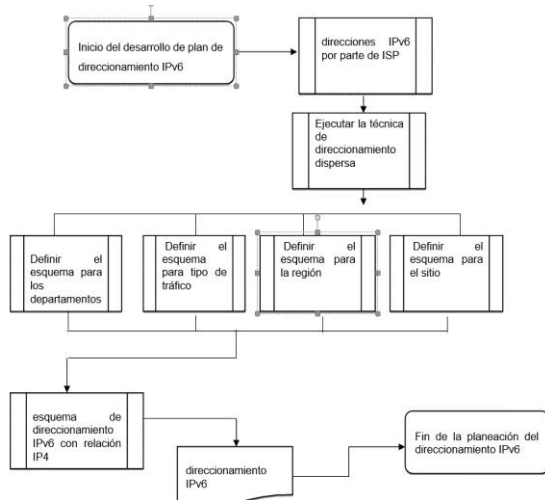 Inicio del desarrollo de plan de
direccionamiento IPv6
direcciones IPv6
por parte de ISP
Ejecutar la técnica
de
direccionamiento
dispersa
Definir el
esquema para
los
departamentos
Definir el
esquema
para tipo de
tráfico
Definir el
esquema para
la región
Definir el
esquema para
el sitio
esquema de
direccionamiento
IPv6 con relación
IP4
direccionamiento
IPv6
Fin de la planeación del
direccionamiento IPv6